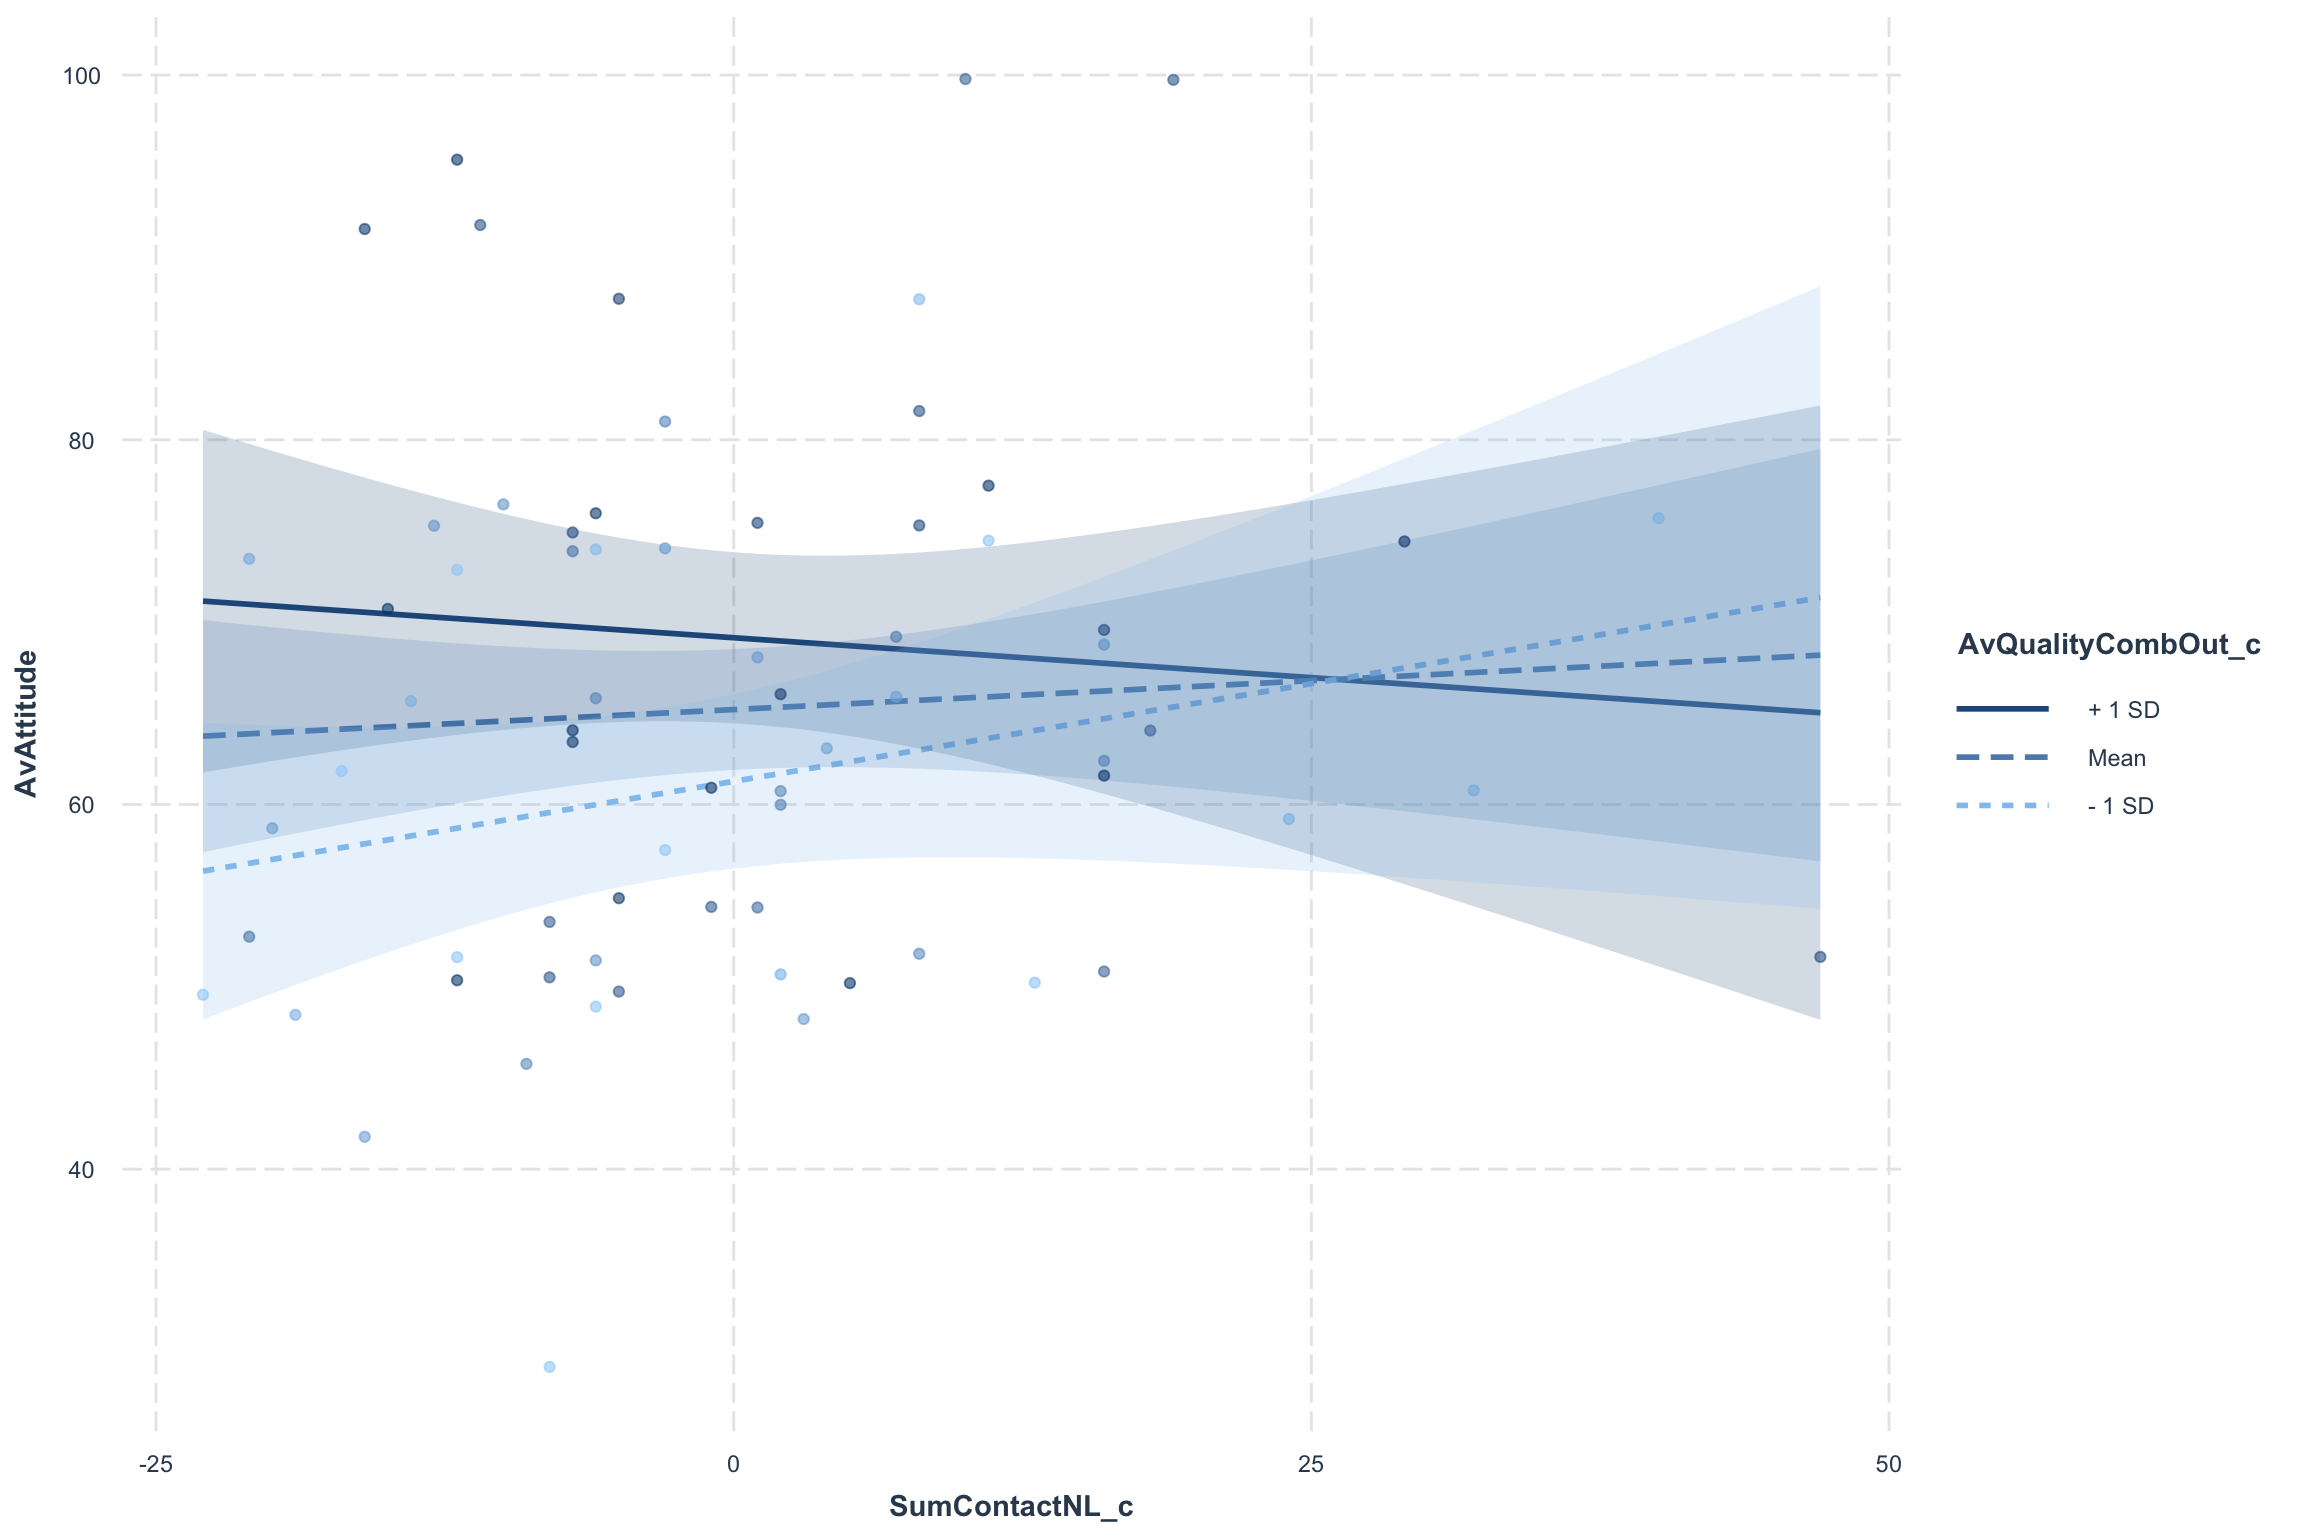 100
80
60
40
AvAttitude
-25
0
25
50
SumContactNL_c
AvQualityCombOut_c
+ 1 SD
Mean
- 1 SD